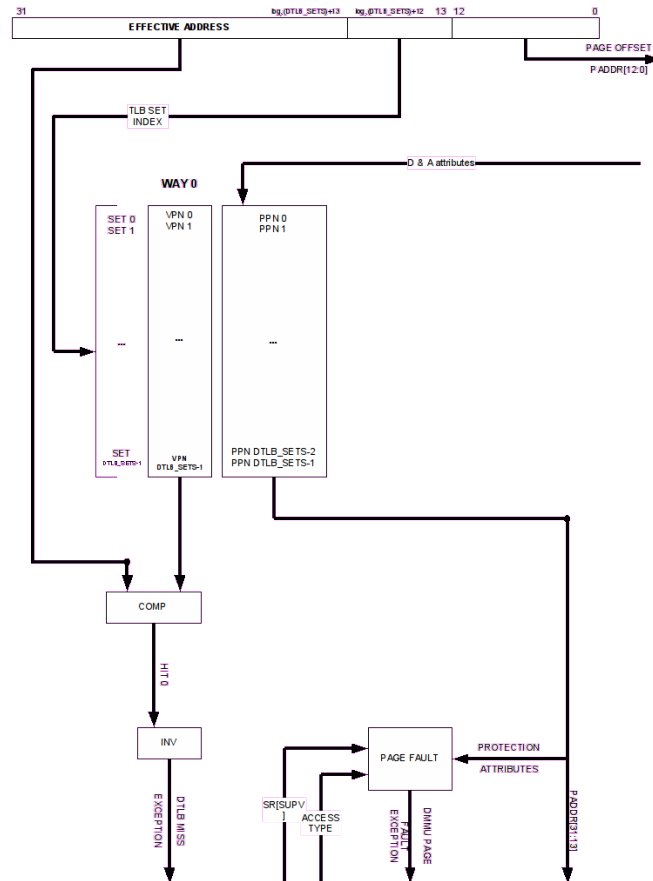 31 log₂(DTLB_SETS)+13 log₂(DTLB_SETS)+12 13 12 0
EFFECTIVE ADDRESS
PAGE OFFSET
PADDR[12:0]
TLB SET
INDEX
D & A attributes
WAY 0
SET 0
SET 1
...
SET
DTLB_SETS-1
VPN 0
VPN 1
...
VPN
DTLB_SETS-1
PPN 0
PPN 1
...
PPN DTLB_SETS-2
PPN DTLB_SETS-1
COMP
HIT 0
INV
DTLB MISS
EXCEPTION
PAGE FAULT
PROTECTION
ATTRIBUTES
SR[SUPV
]
ACCESS
TYPE
DMMU PAGE
FAULT
EXCEPTION
PADDR[31:13]